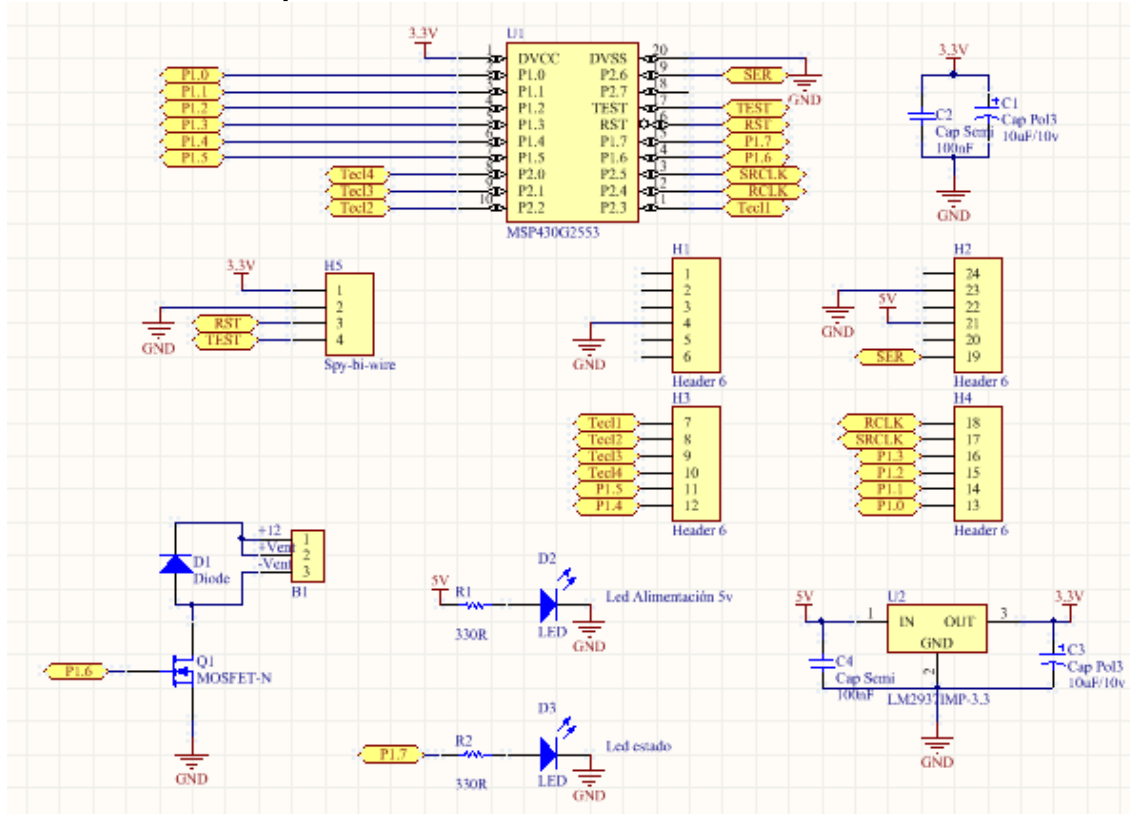 3.3V
U1
1 DVCC DVSS 20
P1.0 2 P1.0 P2.6 9 SER
P1.1 P1.1 P2.7 8 GND
P1.2 4 P1.2 TEST 7 TEST
P1.3 5 P1.3 RST 6 RST
P1.4 6 P1.4 P1.7 5 P1.7
P1.5 7 P1.5 P1.6 4 P1.6
Tecl4 8 P2.0 P2.5 3 SRCLK
Tecl3 9 P2.1 P2.4 2 RCLK
Tecl2 10 P2.2 P2.3 11 Tecl1
MSP430G2553
3.3V
C2
Cap Semi
100nF
C1
Cap Pol3
10uF/10v
GND
3.3V
H5
1
2
RST 3
TEST 4
GND
Spy-bi-wire
H1
1
2
3
4
5
6
GND
Header 6
H2
24
23
22
5V 21
20
SER 19
GND
Header 6
H3
Tecl1 7
Tecl2 8
Tecl3 9
Tecl4 10
P1.5 11
P1.4 12
Header 6
H4
RCLK 18
SRCLK 17
P1.3 16
P1.2 15
P1.1 14
P1.0 13
Header 6
+12 1
+Vent 2
-Vent 3
B1
D1
Diode
Q1
MOSFET-N
P1.6
GND
5V
R1
330R
D2
LED
Led Alimentación 5v
GND
P1.7
R2
330R
D3
LED
Led estado
GND
5V
U2
1 IN OUT 3
GND
2
LM2937IMP-3.3
3.3V
C4
Cap Semi
100nF
C3
Cap Pol3
10uF/10v
GND